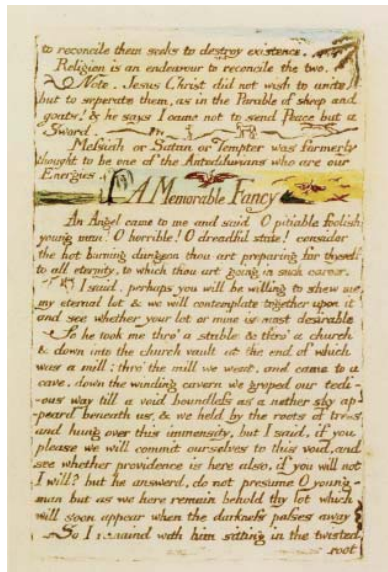 to reconcile them seeks to destroy existence.
Religion is an endeavour to reconcile the two.
Note. Jesus Christ did not wish to unite
but to seperate them, as in the Parable of sheep and
goats! & he says I came not to send Peace but a
Sword.
Messiah or Satan or Tempter was formerly
thought to be one of the Antediluvians who are our
Energies.
A Memorable Fancy
An Angel came to me and said O pitiable foolish
young man! O horrible! O dreadful state! consider
the hot burning dungeon thou art preparing for thyself
to all eternity, to which thou art going in such career.
I said. perhaps you will be willing to shew me
my eternal lot & we will contemplate together upon it
and see whether your lot or mine is most desirable
So he took me thro' a stable & thro' a church
& down into the church vault at the end of which
was a mill: thro' the mill we went, and came to a
cave. down the winding cavern we groped our tedi-
-ous way till a void boundless as a nether sky ap-
-peard beneath us, & we held by the roots of trees
and hung over this immensity, but I said, if you
please we will commit ourselves to this void, and
see whether providence is here also, if you will not
I will? but he answerd, do not presume O young-
man but as we here remain behold thy lot which
will soon appear when the darkness passes away
So I remaind with him sitting in the twisted
root